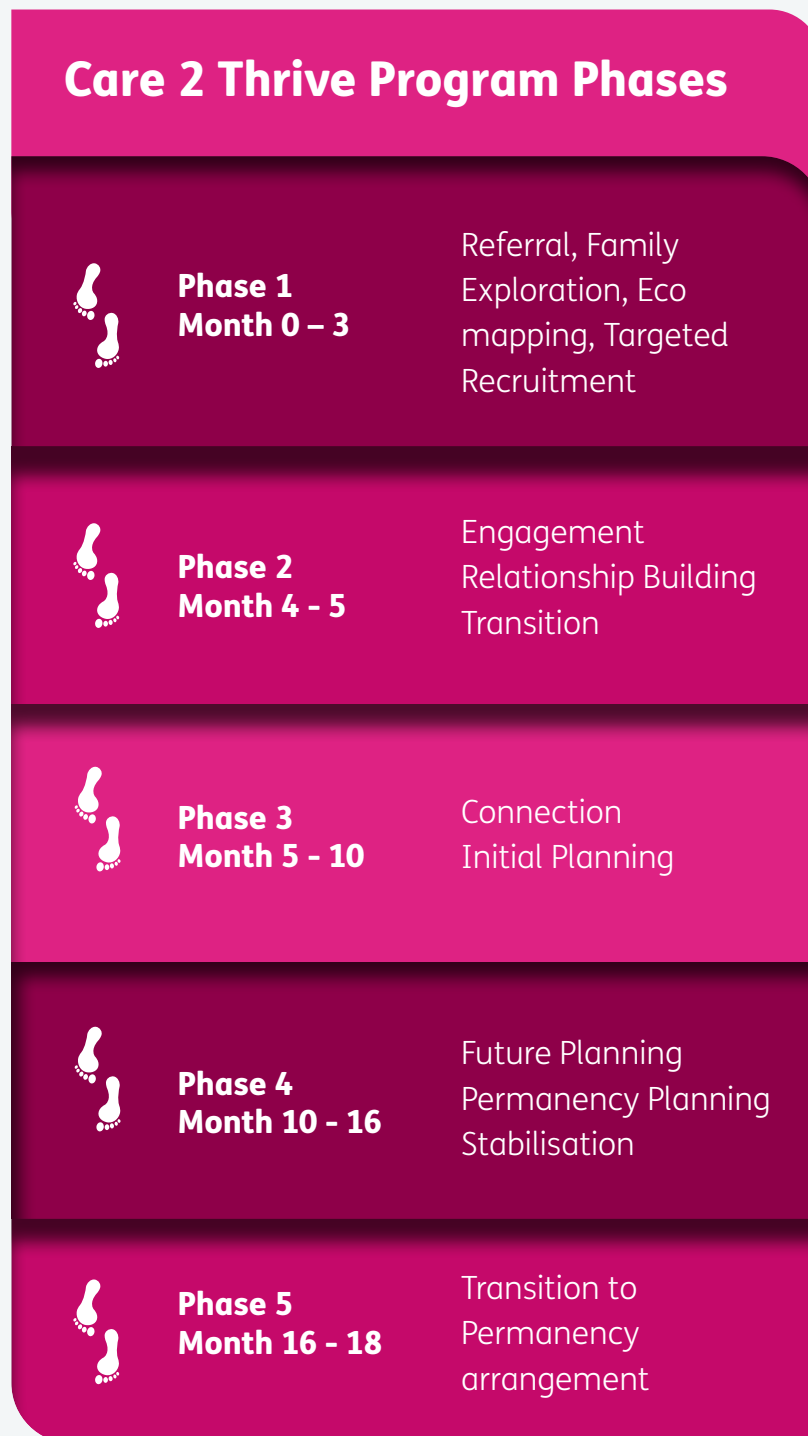 Care 2 Thrive Program Phases
Phase 1
Month 0 – 3
Referral, Family
Exploration, Eco
mapping, Targeted
Recruitment
Phase 2
Month 4 - 5
Engagement
Relationship Building
Transition
Phase 3
Month 5 - 10
Connection
Initial Planning
Phase 4
Month 10 - 16
Future Planning
Permanency Planning
Stabilisation
Phase 5
Month 16 - 18
Transition to
Permanency
arrangement